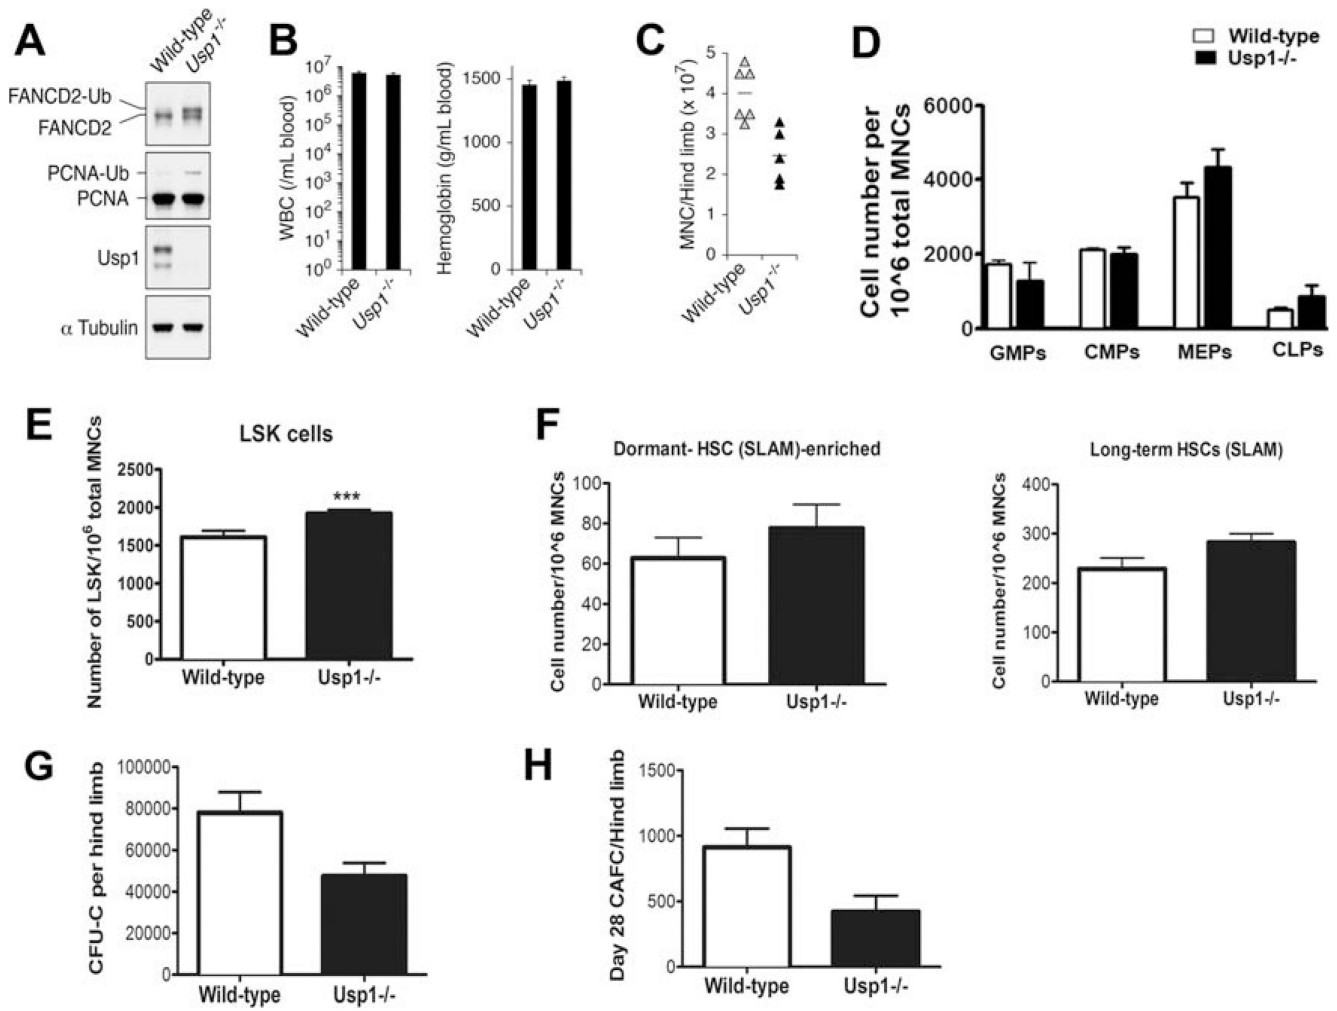 A
Wild-type
Usp1-/-
FANCD2-Ub
FANCD2
PCNA-Ub
PCNA
Usp1
α Tubulin
B
WBC (/mL blood)
10^7
10^6
10^5
10^4
10^3
10^2
10^1
10^0
Wild-type
Usp1-/-
Hemoglobin (g/mL blood)
1500
1000
500
0
Wild-type
Usp1-/-
C
MNC/Hind limb (x 10^7)
5
4
3
2
1
0
Wild-type
Usp1-/-
D
Wild-type
Usp1-/-
Cell number per
10^6 total MNCs
6000
4000
2000
0
GMPs
CMPs
MEPs
CLPs
E
LSK cells
Number of LSK/10^6 total MNCs
2500
2000
1500
1000
500
0
***
Wild-type
Usp1-/-
F
Dormant- HSC (SLAM)-enriched
Cell number/10^6 MNCs
100
80
60
40
20
0
Wild-type
Usp1-/-
Long-term HSCs (SLAM)
Cell number/10^6 MNCs
400
300
200
100
0
Wild-type
Usp1-/-
G
CFU-C per hind limb
100000
80000
60000
40000
20000
0
Wild-type
Usp1-/-
H
Day 28 CAFC/Hind limb
1500
1000
500
0
Wild-type
Usp1-/-